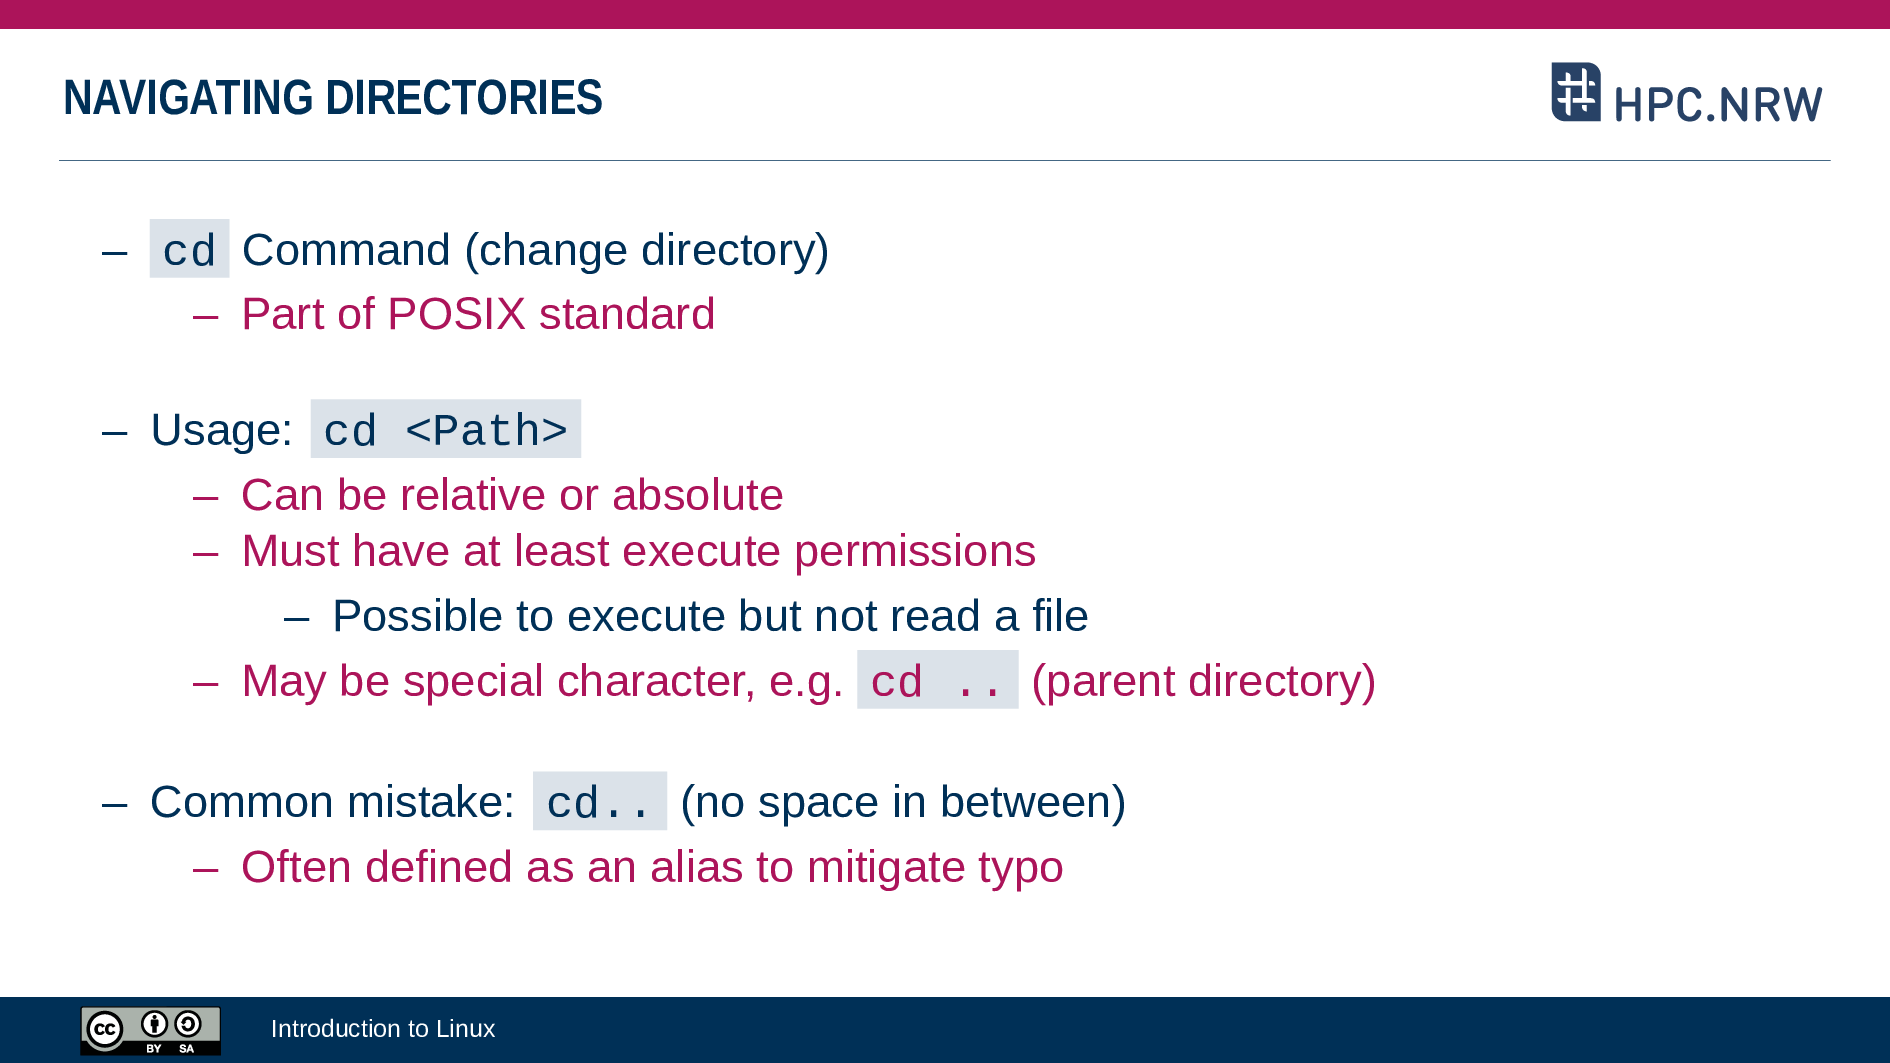 NAVIGATING DIRECTORIES
HPC.NRW
– cd Command (change directory)
– Part of POSIX standard
– Usage: cd <Path>
– Can be relative or absolute
– Must have at least execute permissions
– Possible to execute but not read a file
– May be special character, e.g. cd .. (parent directory)
– Common mistake: cd.. (no space in between)
– Often defined as an alias to mitigate typo
cc BY SA
Introduction to Linux